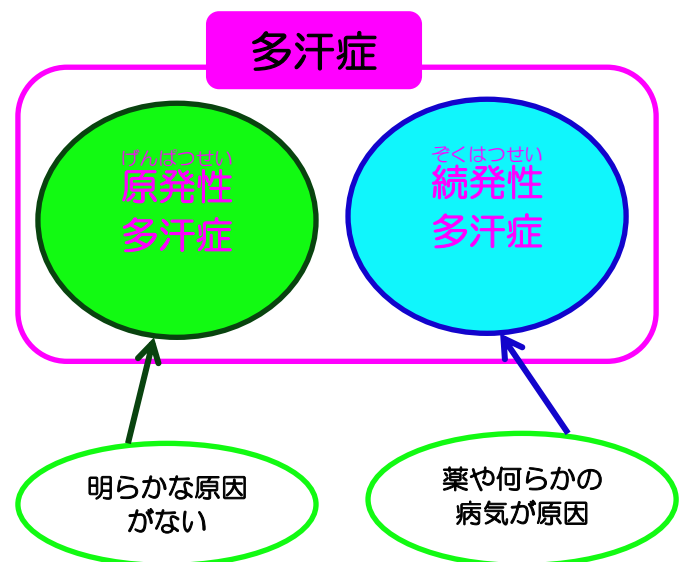 多汗症
げんばつせい
原発性
多汗症
ぞくはつせい
続発性
多汗症
明らかな原因
がない
薬や何らかの
病気が原因